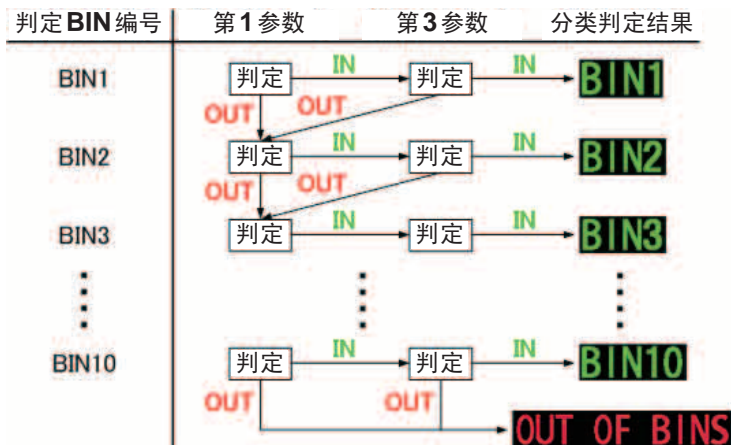 判定BIN编号 第1参数 第3参数 分类判定结果
BIN1 判定 IN 判定 IN BIN1
OUT OUT
BIN2 判定 IN 判定 IN BIN2
OUT OUT
BIN3 判定 IN 判定 IN BIN3
BIN10 判定 IN 判定 IN BIN10
OUT OUT
OUT OF BINS